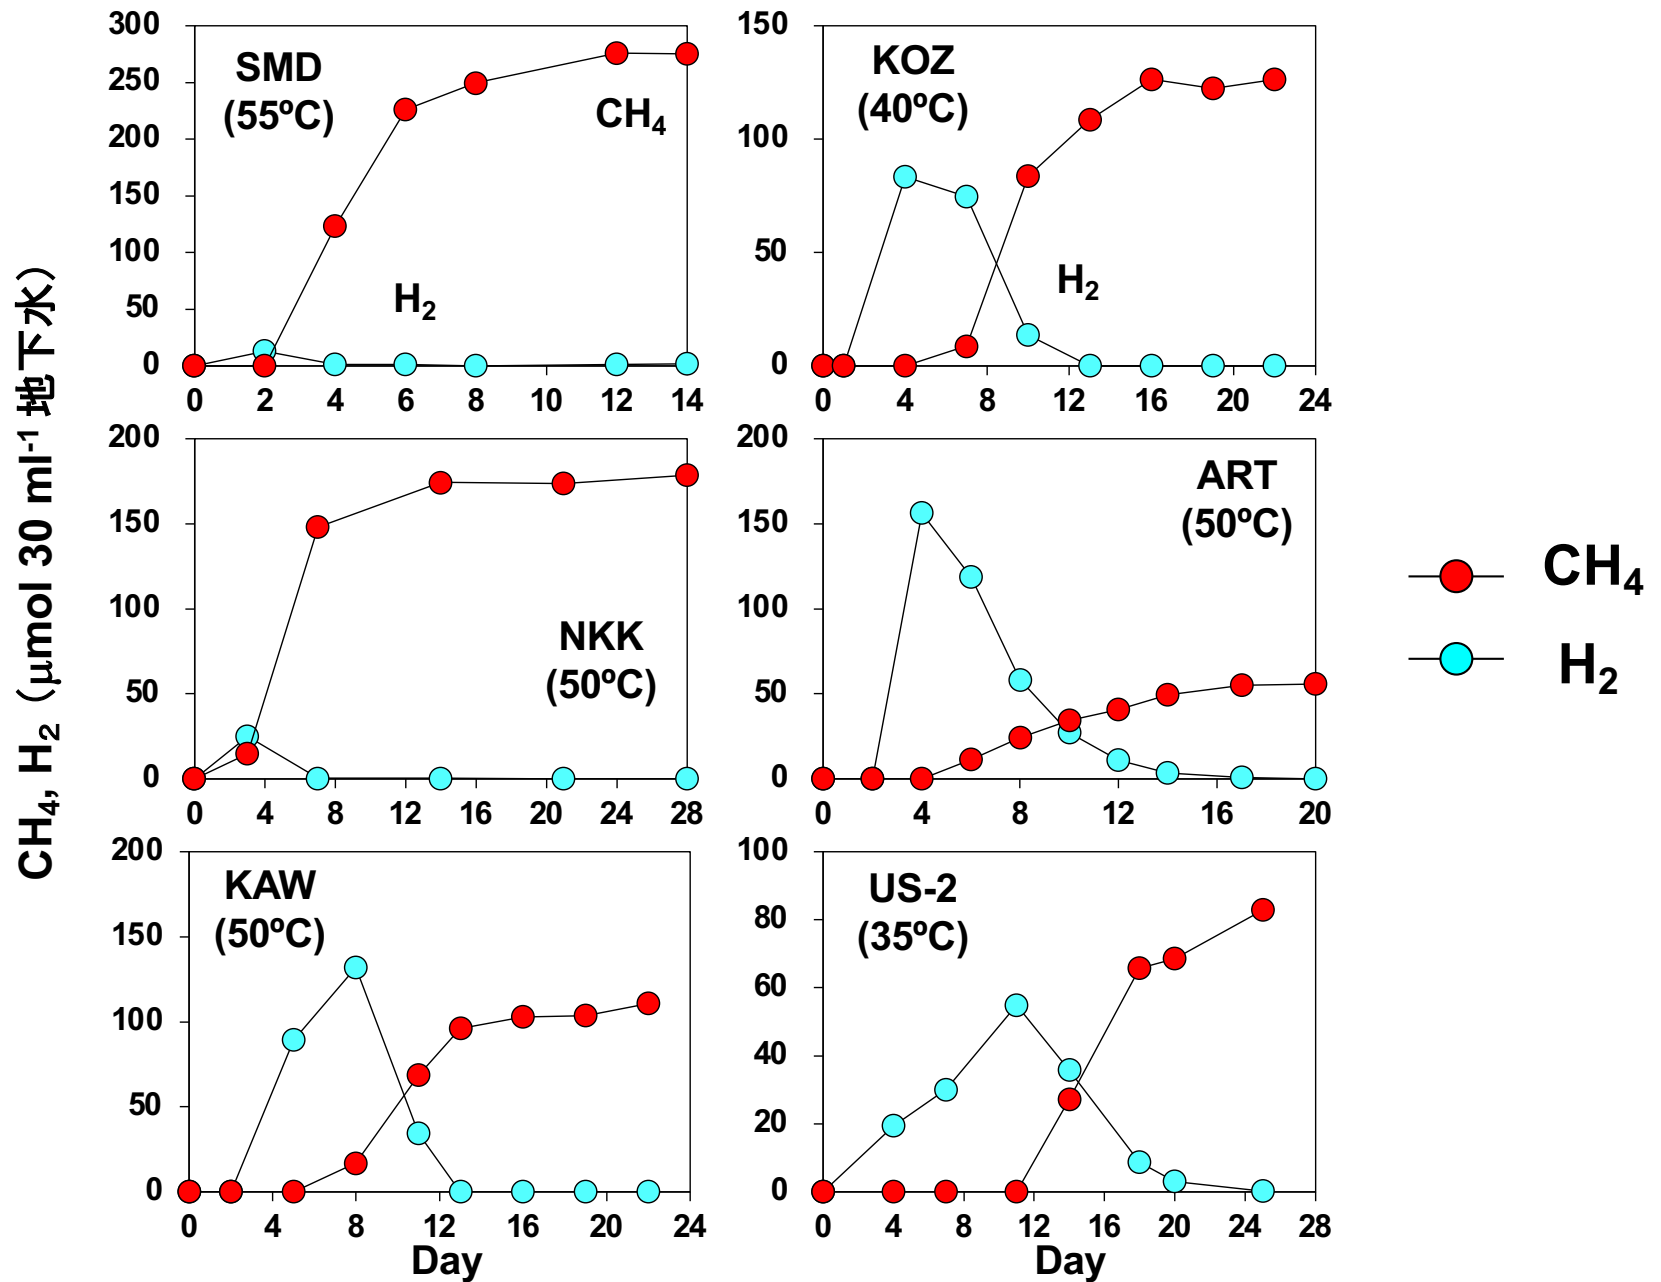 CH4, H2 (μmol 30 ml-1 地下水)
300
250
200
150
100
50
0
SMD
(55ºC)
CH4
H2
0 2 4 6 8 10 12 14
150
100
50
0
KOZ
(40ºC)
H2
0 4 8 12 16 20 24
200
150
100
50
0
NKK
(50ºC)
0 4 8 12 16 20 24 28
200
150
100
50
0
ART
(50ºC)
0 4 8 12 16 20
CH4
H2
200
150
100
50
0
KAW
(50ºC)
0 4 8 12 16 20 24
Day
100
80
60
40
20
0
US-2
(35ºC)
0 4 8 12 16 20 24 28
Day